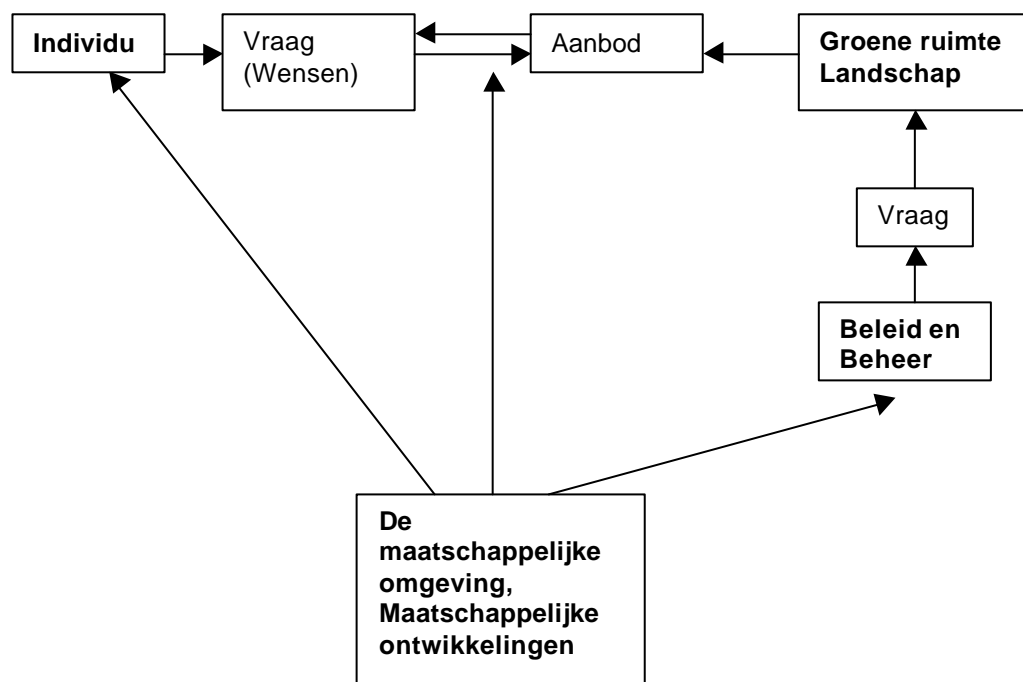 Individu
Vraag
(Wensen)
Aanbod
Groene ruimte
Landschap
Vraag
Beleid en
Beheer
De
maatschappelijke
omgeving,
Maatschappelijke
ontwikkelingen